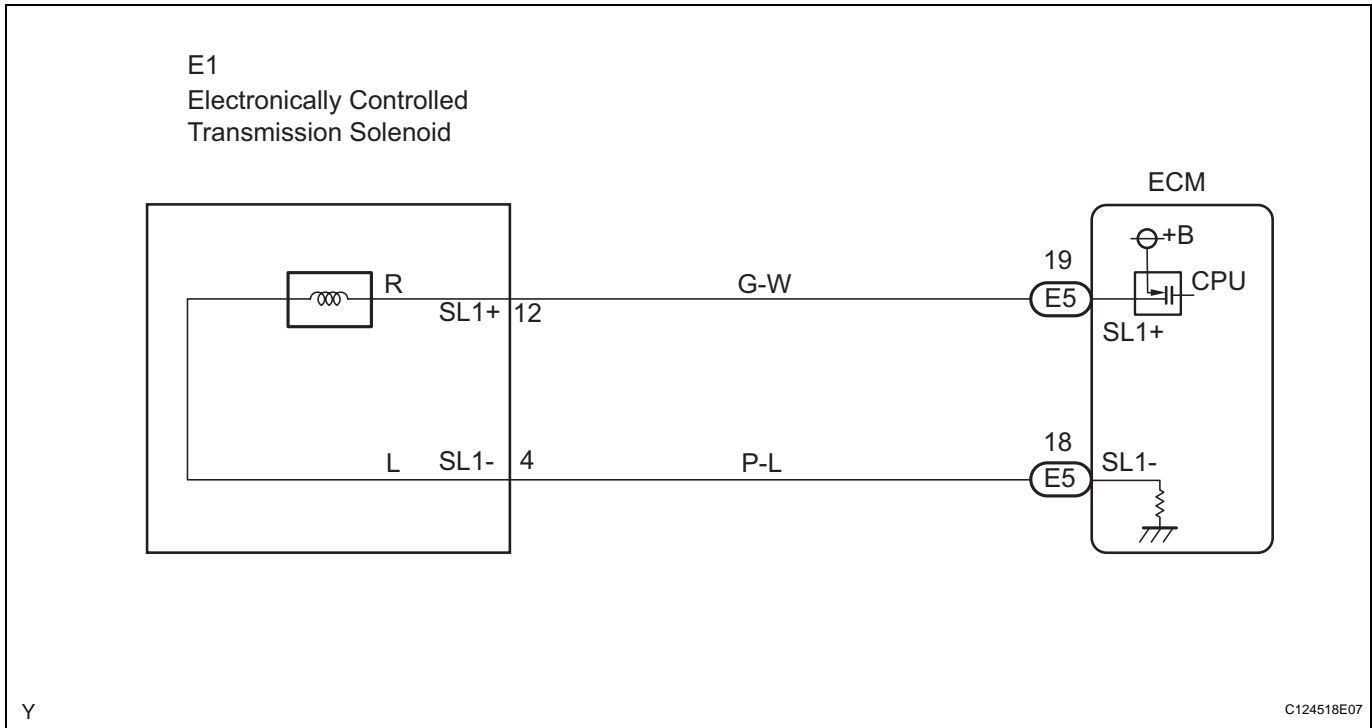 E1
Electronically Controlled
Transmission Solenoid
ECM
+B
CPU
19
E5
SL1+
R
SL1+
12
G-W
18
E5
SL1-
L
SL1-
4
P-L
Y
C124518E07